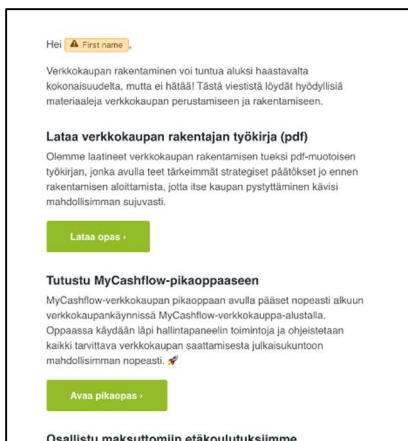 Hei ⚠ First name ,
Verkkokaupan rakentaminen voi tuntua aluksi haastavalta
kokonaisuudelta, mutta ei hätää! Tästä viestistä löydät hyödyllisiä
materiaaleja verkkokaupan perustamiseen ja rakentamiseen.
Lataa verkkokaupan rakentajan työkirja (pdf)
Olemme laatineet verkkokaupan rakentamisen tueksi pdf-muotoisen
työkirjan, jonka avulla teet tärkeimmät strategiset päätökset jo ennen
rakentamisen aloittamista, jotta itse kaupan pystyttäminen kävisi
mahdollisimman sujuvasti.
Lataa opas ›
Tutustu MyCashflow-pikaoppaaseen
MyCashflow-verkkokaupan pikaoppaan avulla pääset nopeasti alkuun
verkkokaupankäynnissä MyCashflow-verkkokauppa-alustalla.
Oppaassa käydään läpi hallintapaneelin toimintoja ja ohjeistetaan
kaikki tarvittava verkkokaupan saattamisesta julkaisukuntoon
mahdollisimman nopeasti. 🚀
Avaa pikaopas ›
Osallistu maksuttomiin etäkoulutuksiimme